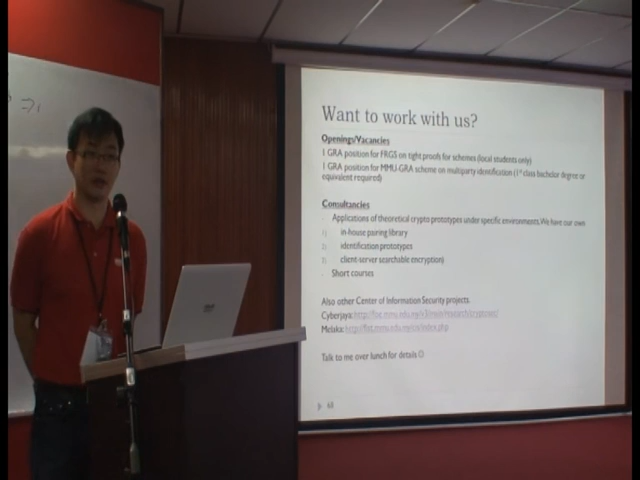 Want to work with us?
Openings/Vacancies
1 GRA position for FRGS on tight proofs for schemes (local students only)
1 GRA position for MMU-GRA scheme on multiparty identification (1st class bachelor degree or
equivalent required)
Consultancies
- Applications of theoretical crypto prototypes under specific environments. We have our own
1) in-house pairing library
2) identification prototypes
3) client-server searchable encryption)
- Short courses
Also other Center of Information Security projects.
Cyberjaya:
Melaka:
Talk to me over lunch for details ☺
48